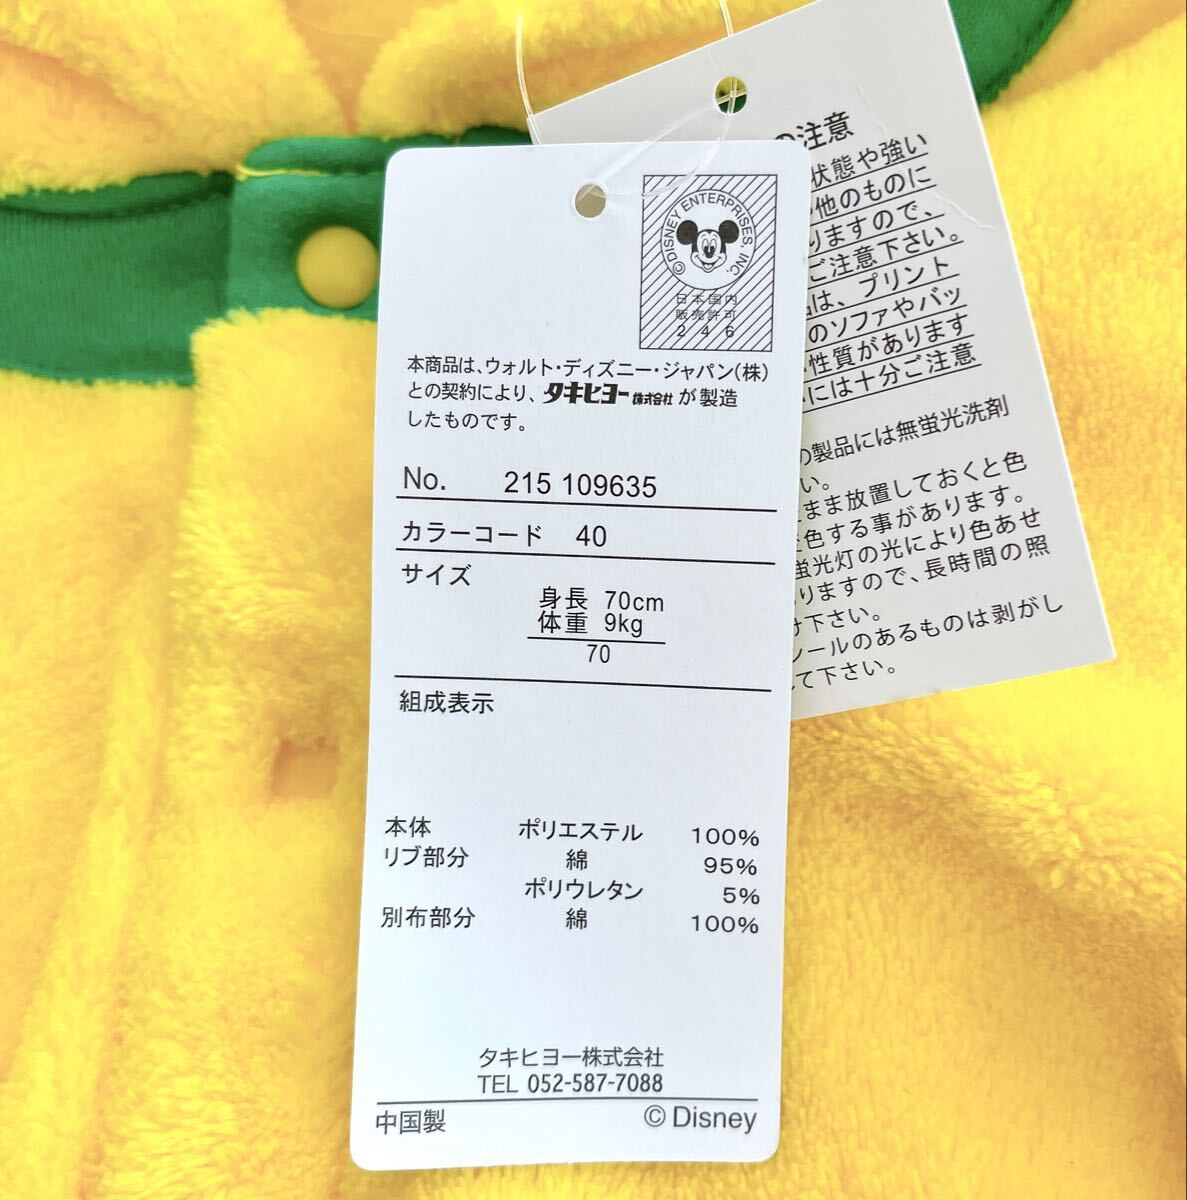 © DISNEY ENTERPRISES, INC.
日本国内
販売許可
246
本商品は、ウォルト・ディズニー・ジャパン(株)
との契約により、タキヒヨー株式会社が製造
したものです。
No. 215 109635
カラーコード 40
サイズ
身長 70cm
体重 9kg
70
組成表示
本体 ポリエステル 100%
リブ部分 綿 95%
ポリウレタン 5%
別布部分 綿 100%
タキヒヨー株式会社
TEL 052-587-7088
中国製 © Disney
の注意
状態や強い
他のものに
りますので、
ご注意下さい。
は、プリント
のソファやバッ
性質があります
には十分ご注意
の製品には無蛍光洗剤
い。
まま放置しておくと色
色する事があります。
蛍光灯の光により色あせ
りますので、長時間の照
け下さい。
シールのあるものは剥がし
て下さい。